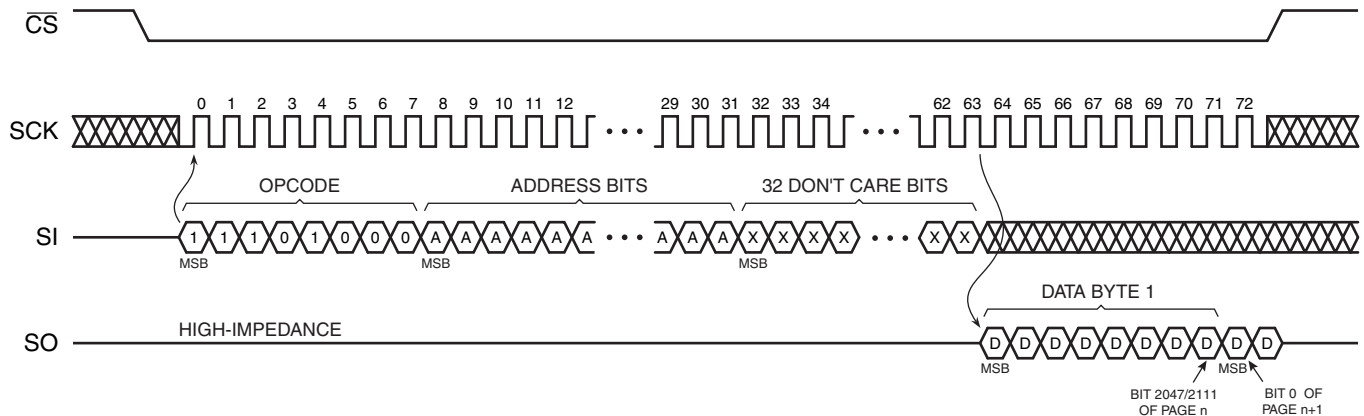 CS
0 1 2 3 4 5 6 7 8 9 10 11 12 29 30 31 32 33 34 62 63 64 65 66 67 68 69 70 71 72
SCK
OPCODE ADDRESS BITS 32 DON'T CARE BITS
SI 1 1 1 0 1 0 0 0 A A A A A A A A A X X X X X X
MSB MSB MSB
DATA BYTE 1
HIGH-IMPEDANCE
SO D D D D D D D D D D
MSB MSB
BIT 2047/2111 OF PAGE n
BIT 0 OF PAGE n+1